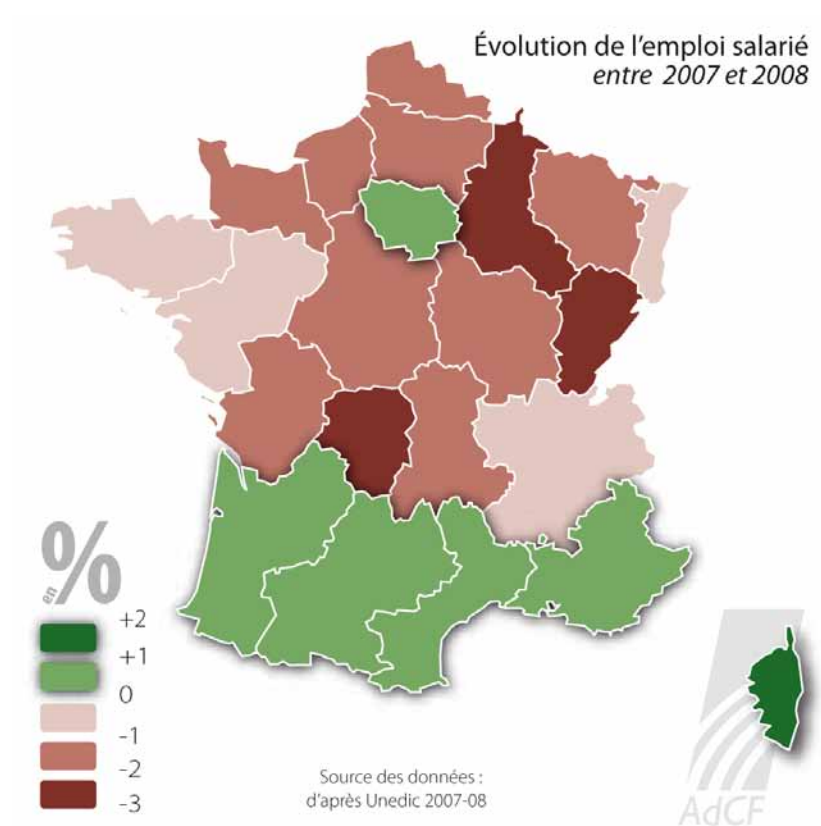 Évolution de l'emploi salarié
entre 2007 et 2008
en %
+2
+1
0
-1
-2
-3
Source des données :
d'après Unedic 2007-08
AdCF